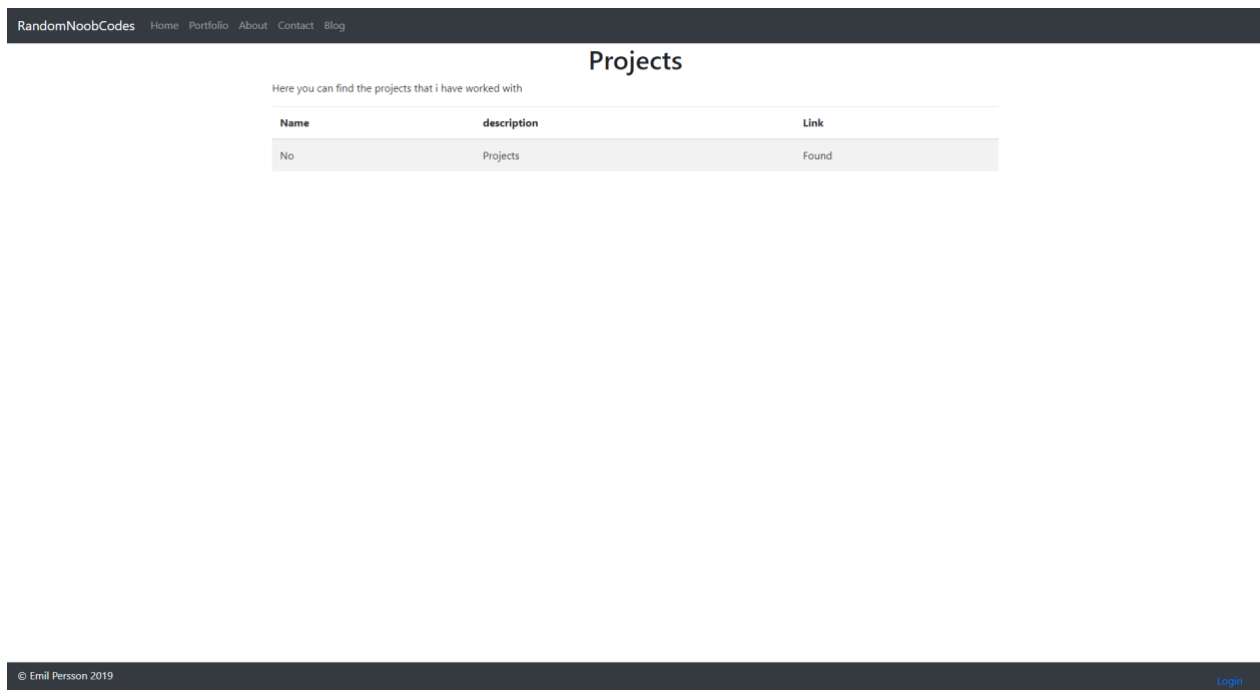 RandomNoobCodes Home Portfolio About Contact Blog
Projects
Here you can find the projects that i have worked with
Name description Link
No Projects Found
© Emil Persson 2019
Login